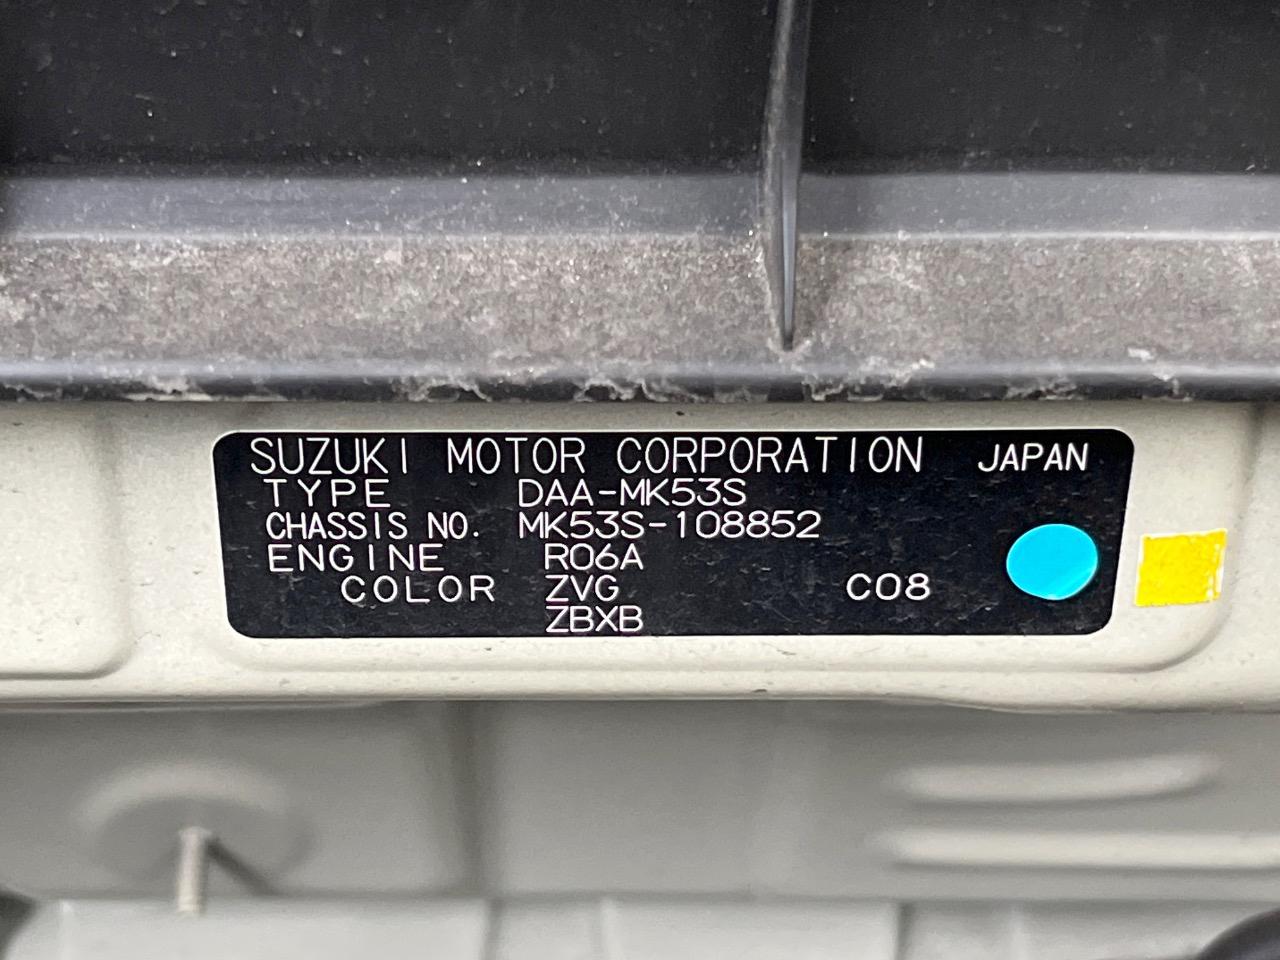 SUZUKI MOTOR CORPORATION JAPAN
TYPE DAA-MK53S
CHASSIS NO. MK53S-108852
ENGINE R06A
COLOR ZVG C08
ZBXB